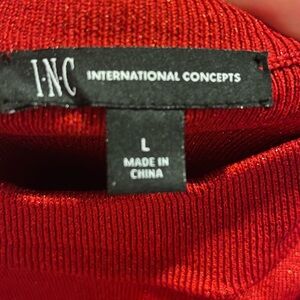 I·N·C INTERNATIONAL CONCEPTS
L
MADE IN
CHINA